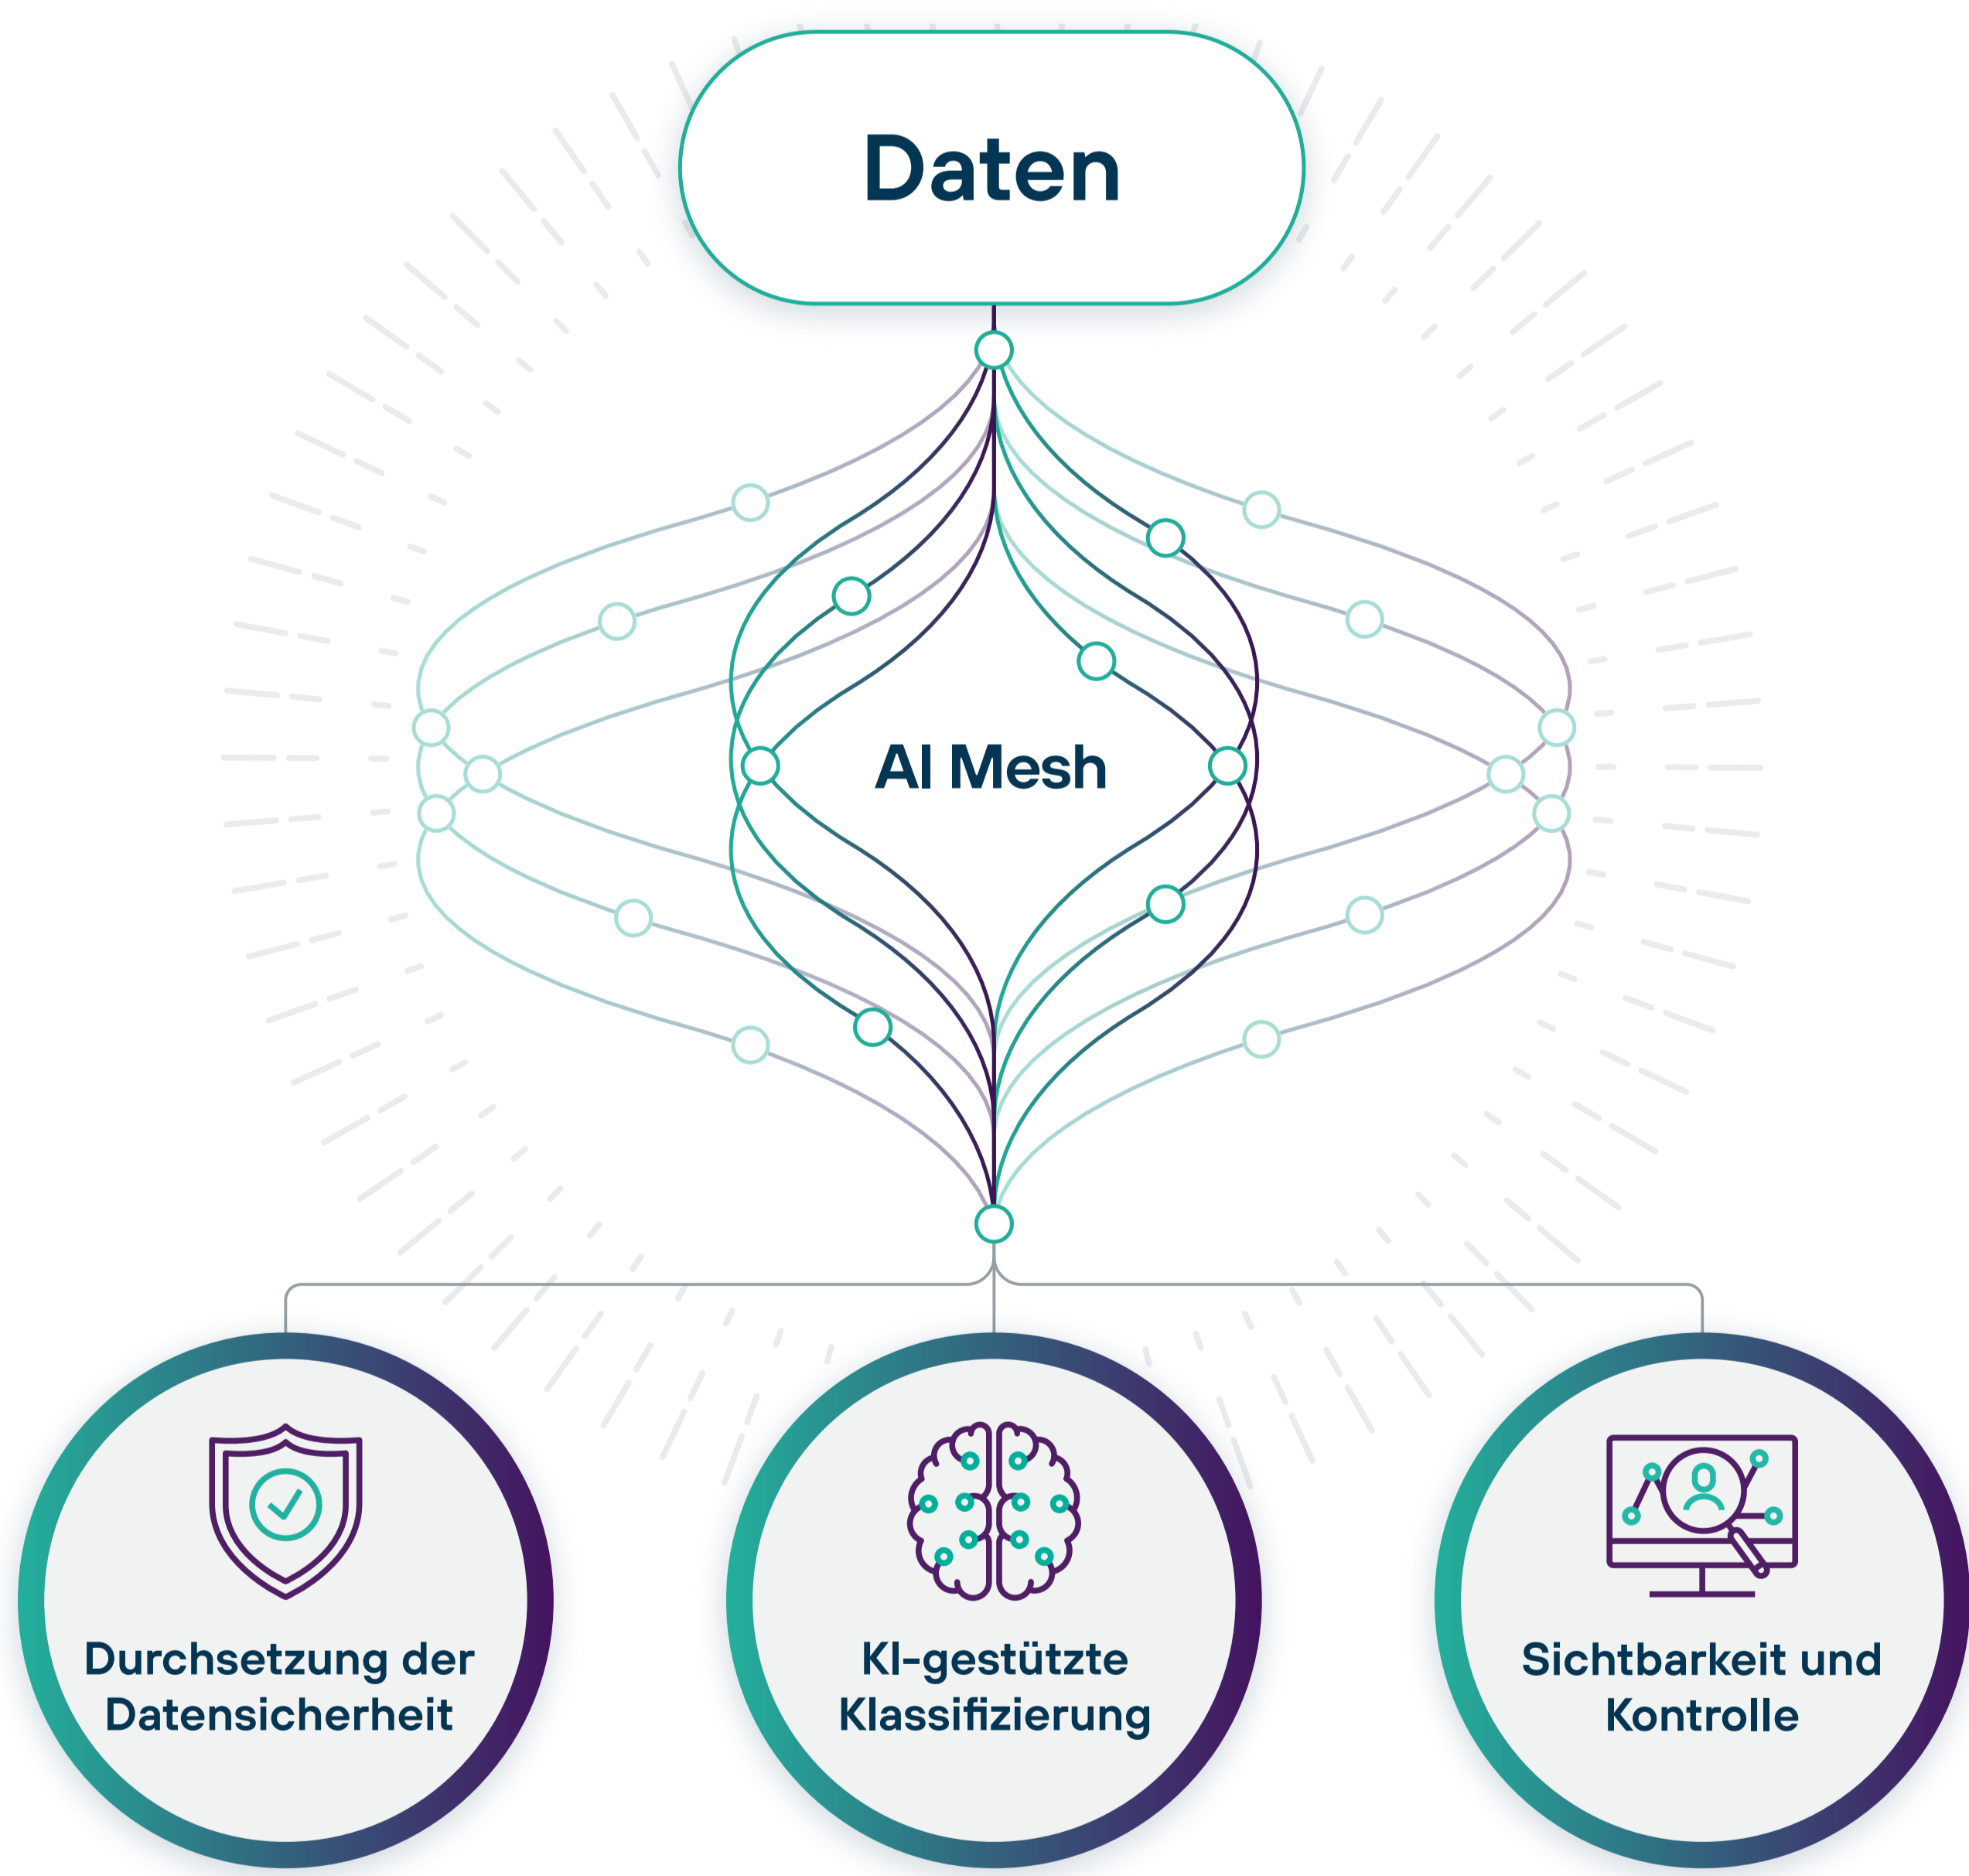 Daten
AI Mesh
Durchsetzung der
Datensicherheit
KI-gestützte
Klassifizierung
Sichtbarkeit und
Kontrolle